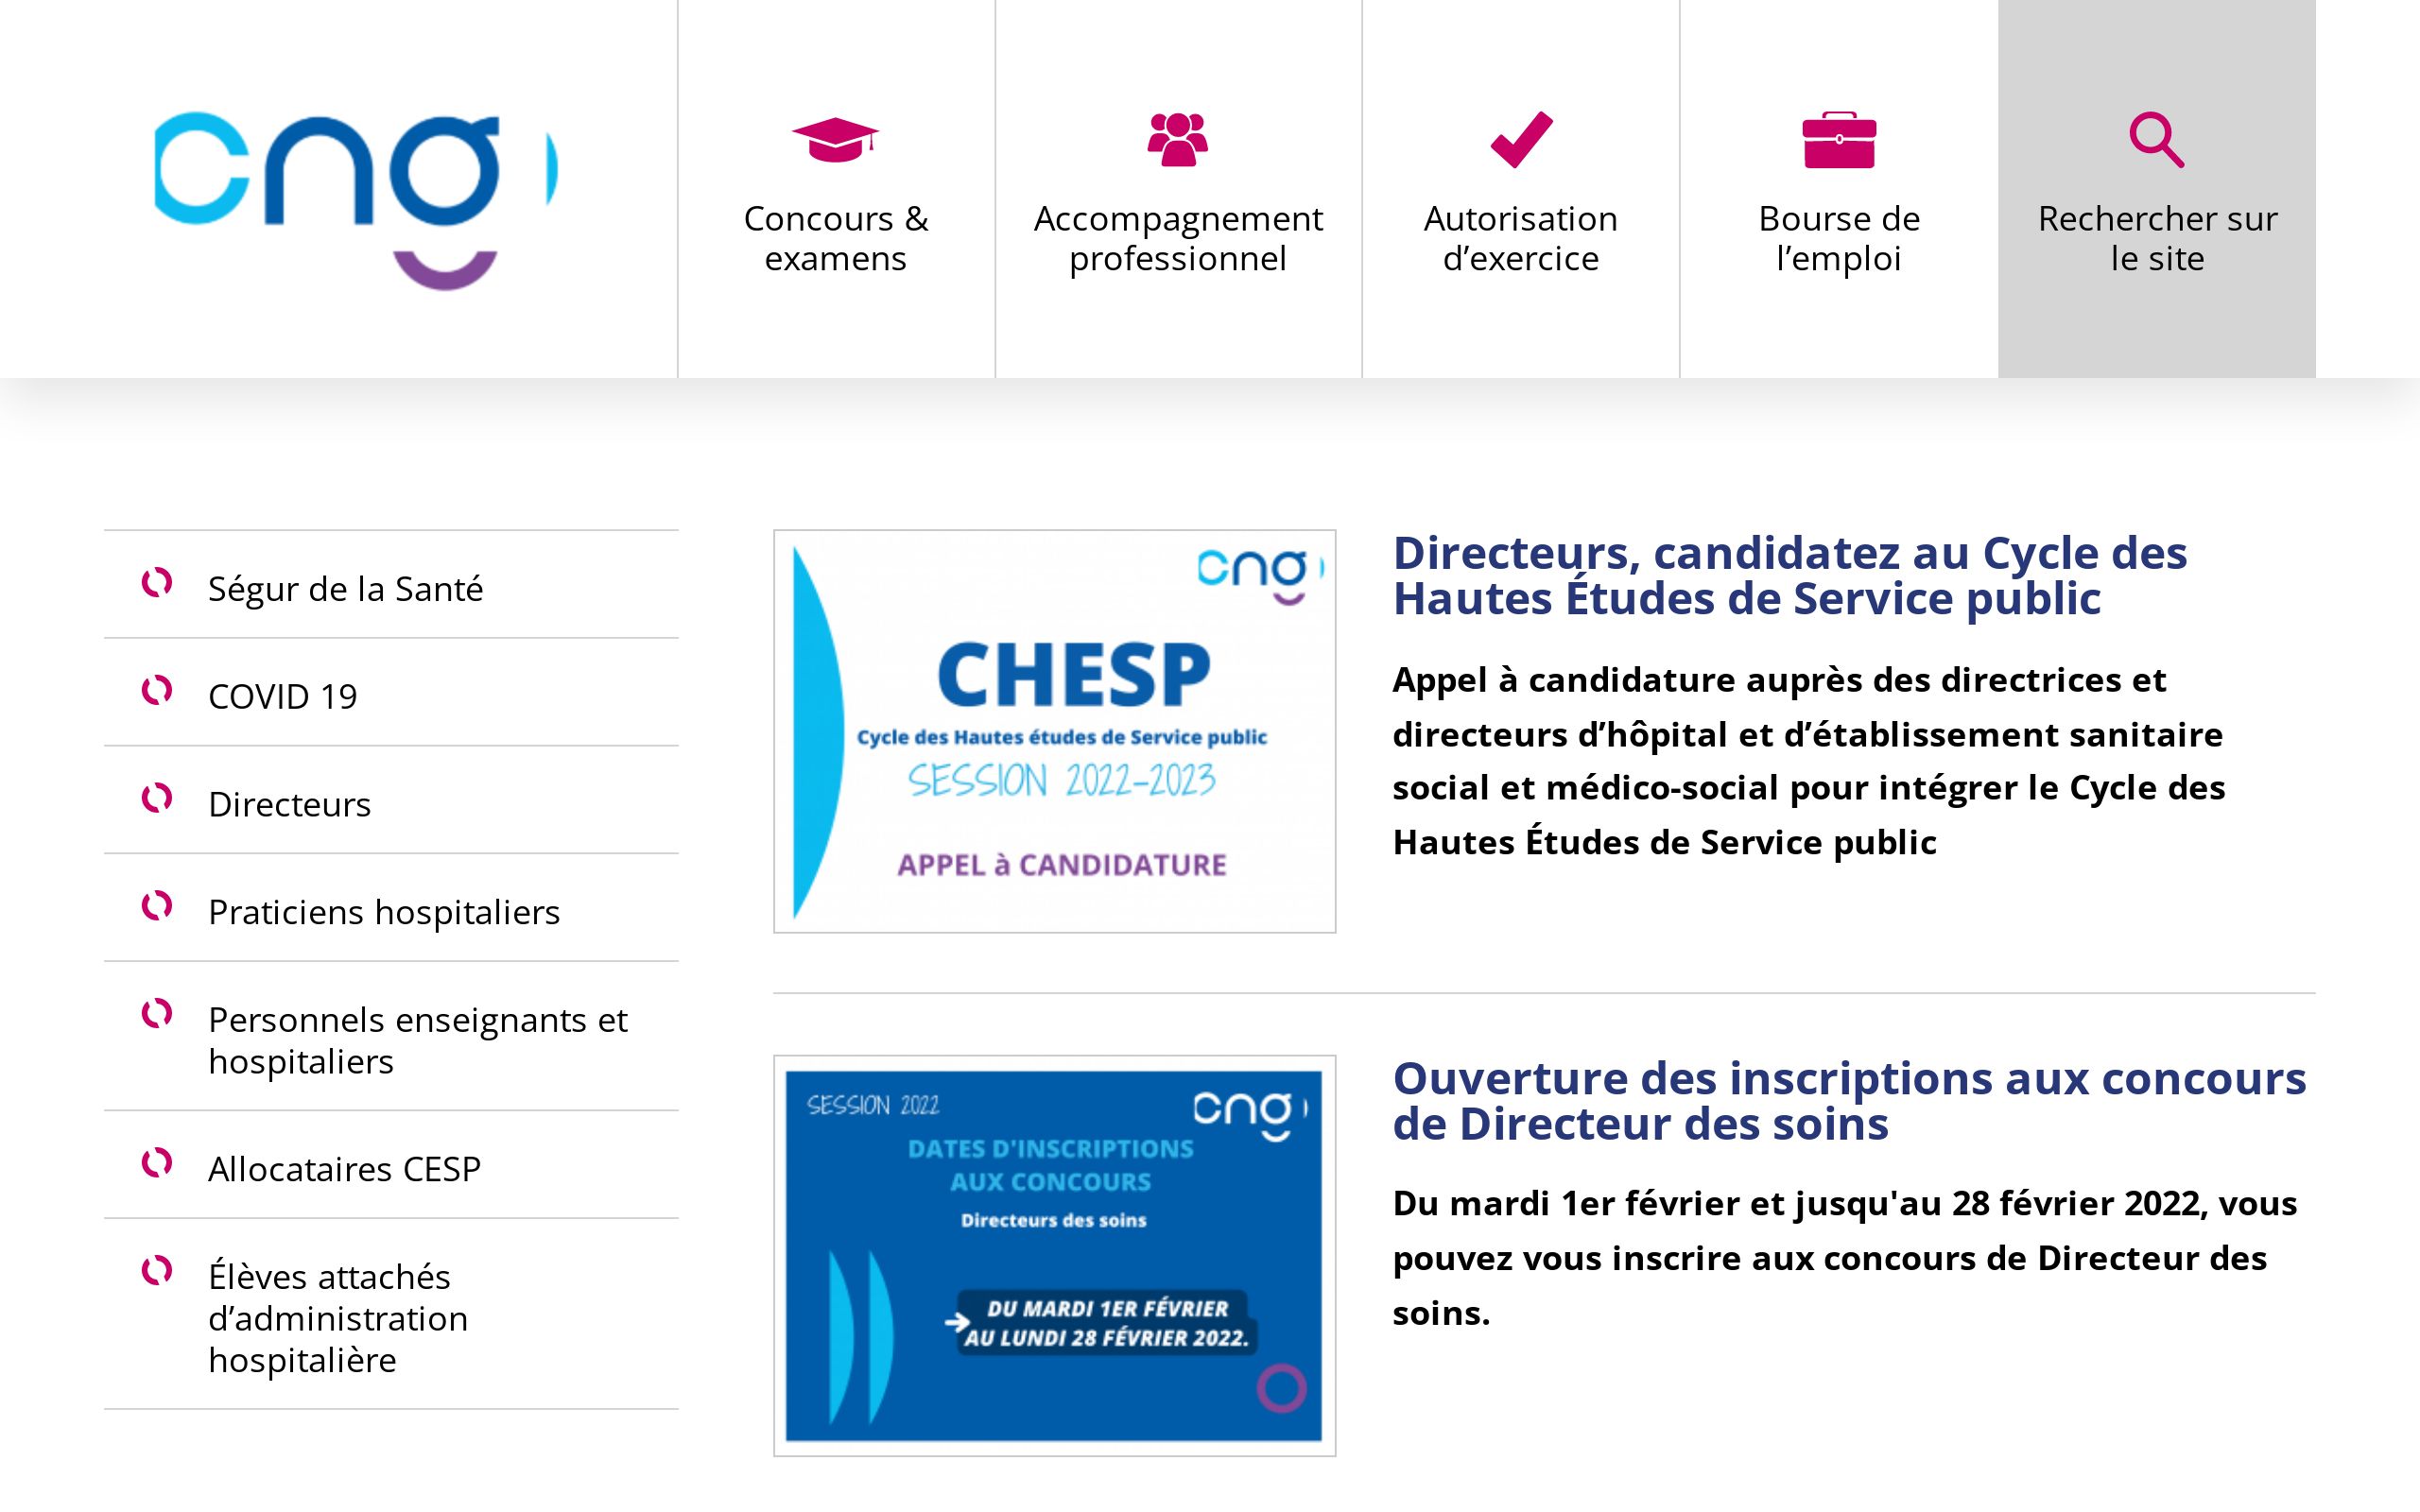 cng
Concours &
examens
Accompagnement
professionnel
Autorisation
d’exercice
Bourse de
l’emploi
Rechercher sur
le site
Ségur de la Santé
COVID 19
Directeurs
Praticiens hospitaliers
Personnels enseignants et
hospitaliers
Allocataires CESP
Élèves attachés
d’administration
hospitalière
cng
CHESP
Cycle des Hautes études de Service public
SESSION 2022-2023
APPEL à CANDIDATURE
Directeurs, candidatez au Cycle des
Hautes Études de Service public
Appel à candidature auprès des directrices et
directeurs d’hôpital et d’établissement sanitaire
social et médico-social pour intégrer le Cycle des
Hautes Études de Service public
SESSION 2022
cng
DATES D'INSCRIPTIONS
AUX CONCOURS
Directeurs des soins
DU MARDI 1ER FÉVRIER
AU LUNDI 28 FÉVRIER 2022.
Ouverture des inscriptions aux concours
de Directeur des soins
Du mardi 1er février et jusqu'au 28 février 2022, vous
pouvez vous inscrire aux concours de Directeur des
soins.